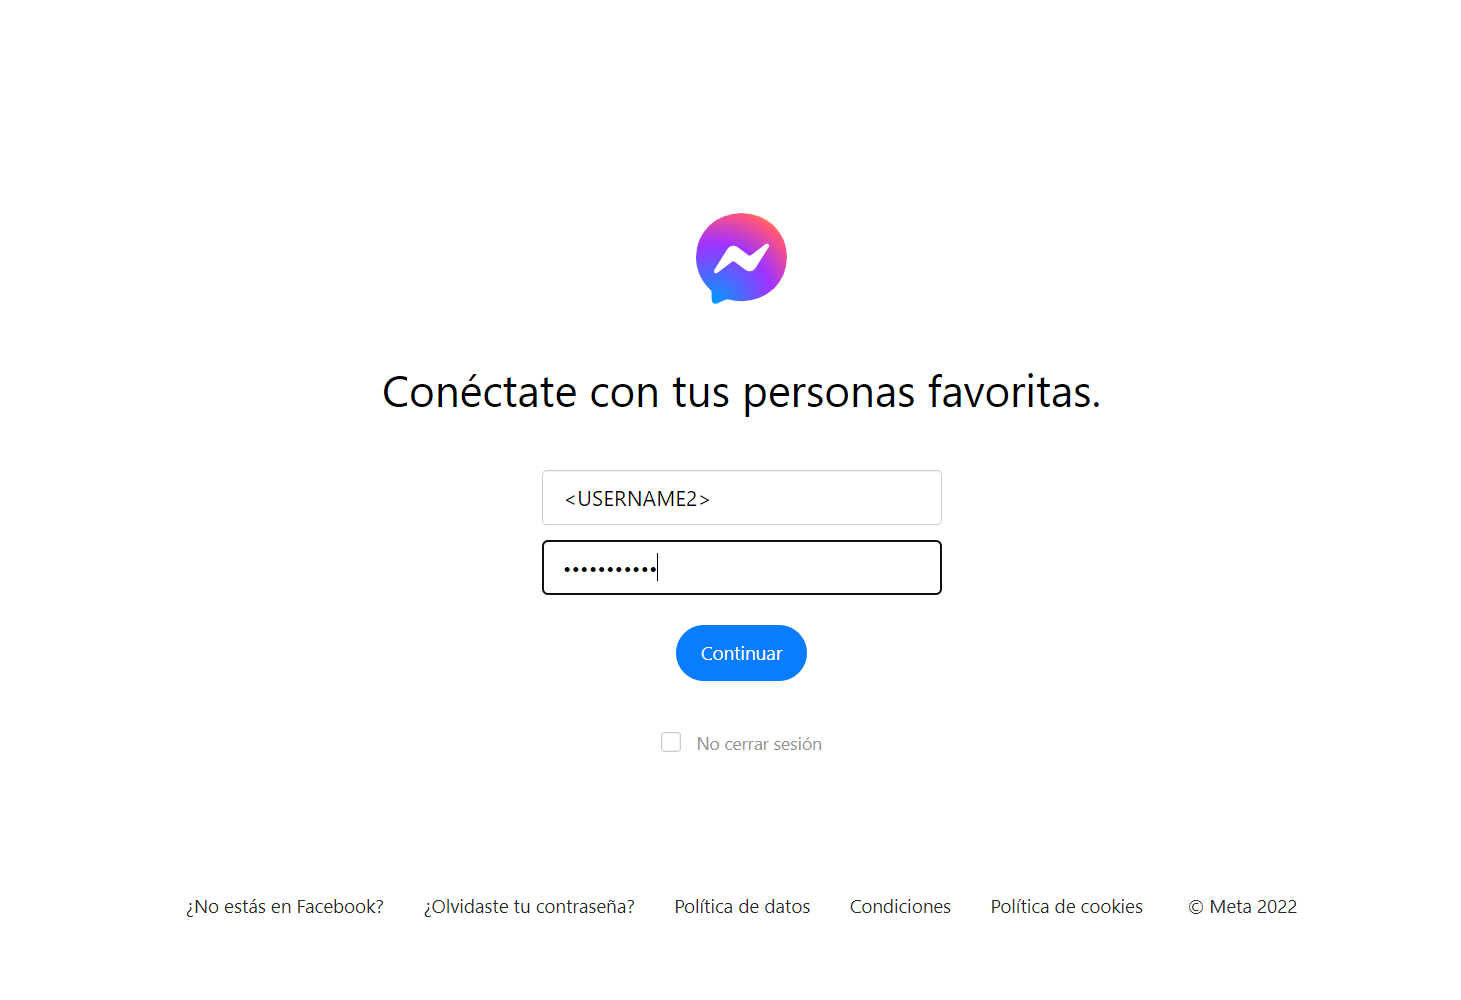 Conéctate con tus personas favoritas.
<USERNAME2>
•••••••••••
Continuar
No cerrar sesión
¿No estás en Facebook? ¿Olvidaste tu contraseña? Política de datos Condiciones Política de cookies © Meta 2022